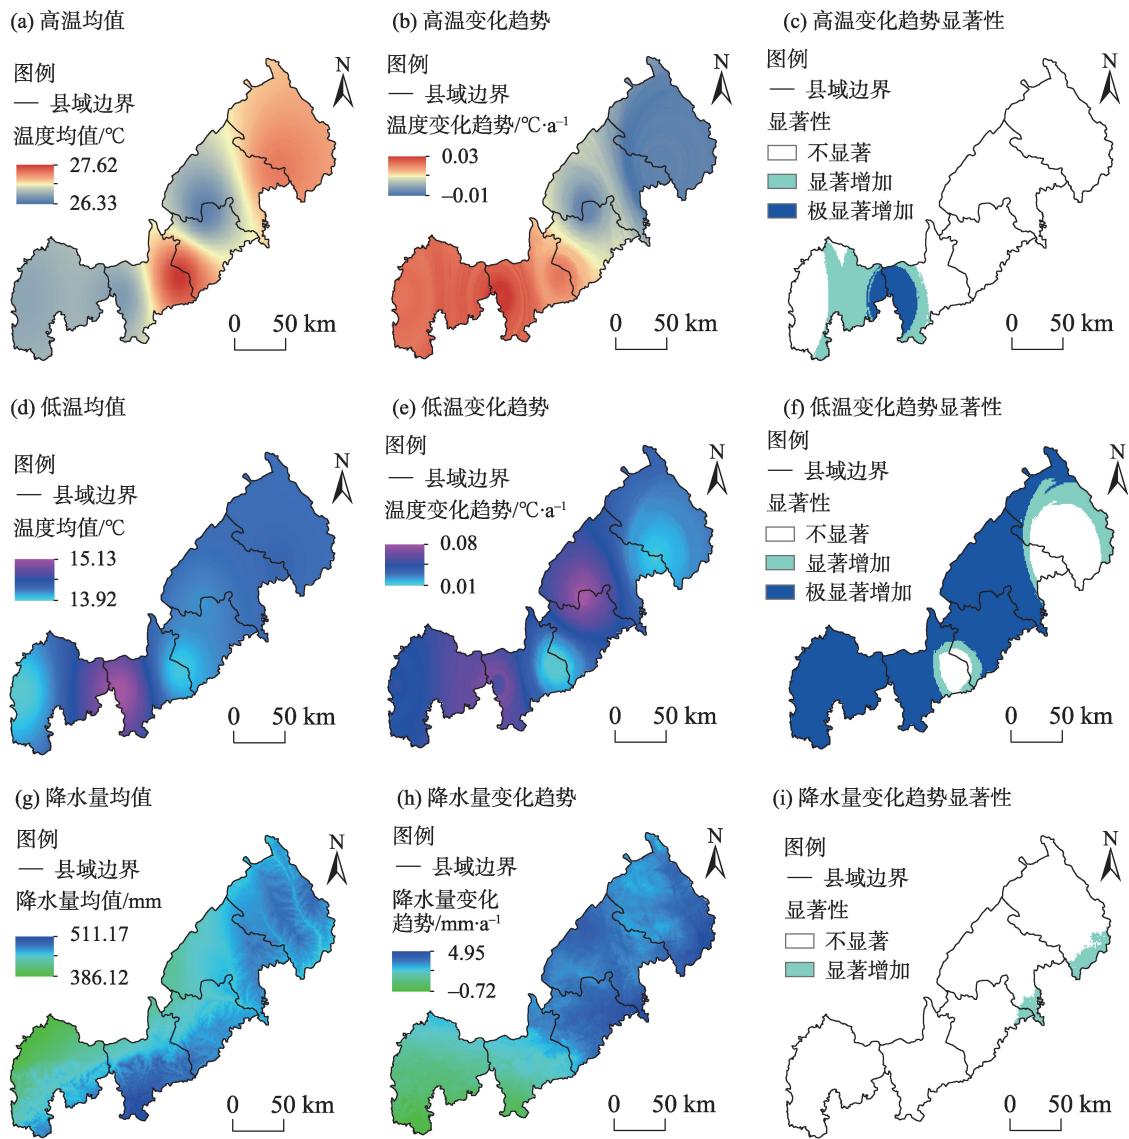 (a) 高温均值
图例
N
县域边界
温度均值/℃
27.62
26.33
0 50 km
(b) 高温变化趋势
图例
N
县域边界
温度变化趋势/℃·a⁻¹
0.03
–0.01
0 50 km
(c) 高温变化趋势显著性
图例
N
县域边界
显著性
不显著
显著增加
极显著增加
0 50 km
(d) 低温均值
图例
N
县域边界
温度均值/℃
15.13
13.92
0 50 km
(e) 低温变化趋势
图例
N
县域边界
温度变化趋势/℃·a⁻¹
0.08
0.01
0 50 km
(f) 低温变化趋势显著性
图例
N
县域边界
显著性
不显著
显著增加
极显著增加
0 50 km
(g) 降水量均值
图例
N
县域边界
降水量均值/mm
511.17
386.12
0 50 km
(h) 降水量变化趋势
图例
N
县域边界
降水量变化
趋势/mm·a⁻¹
4.95
–0.72
0 50 km
(i) 降水量变化趋势显著性
图例
N
县域边界
显著性
不显著
显著增加
0 50 km